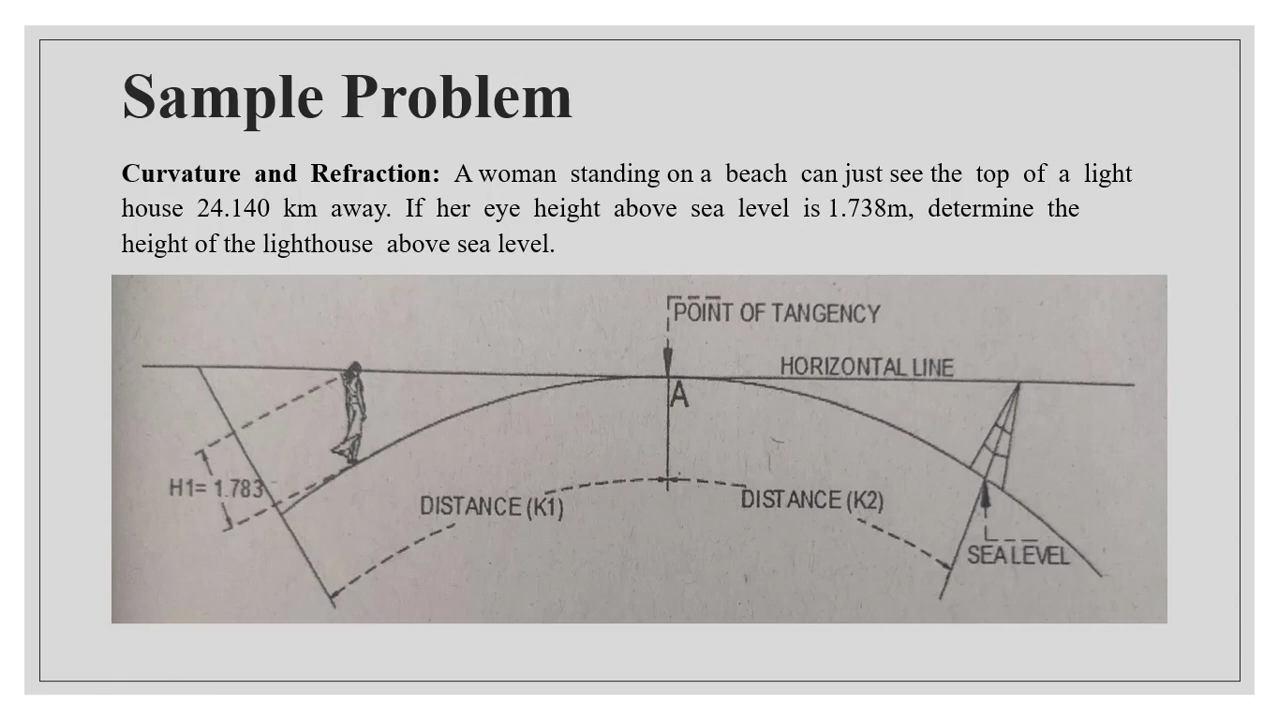 Sample Problem
Curvature and Refraction: A woman standing on a beach can just see the top of a light
house 24.140 km away. If her eye height above sea level is 1.738m, determine the
height of the lighthouse above sea level.
POINT OF TANGENCY
HORIZONTAL LINE
A
H1= 1.783
DISTANCE (K1)
DISTANCE (K2)
SEA LEVEL